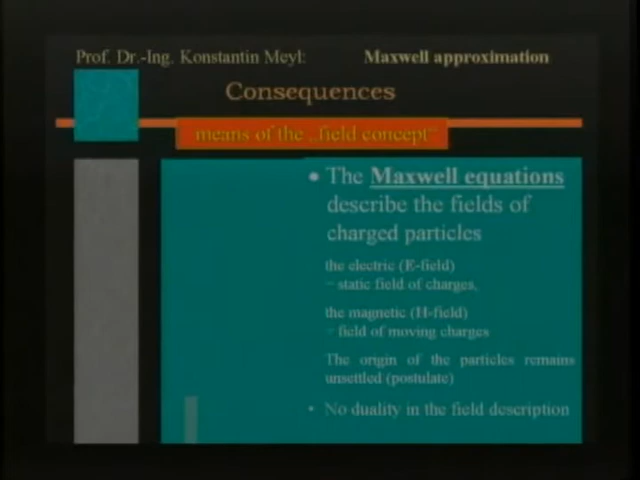 Prof. Dr.-Ing. Konstantin Meyl: Maxwell approximation
Consequences
means of the „field concept"
• The Maxwell equations
describe the fields of
charged particles
the electric (E-field)
– static field of charges,
the magnetic (H-field)
– field of moving charges
The origin of the particles remains
unsettled (postulate)
• No duality in the field description